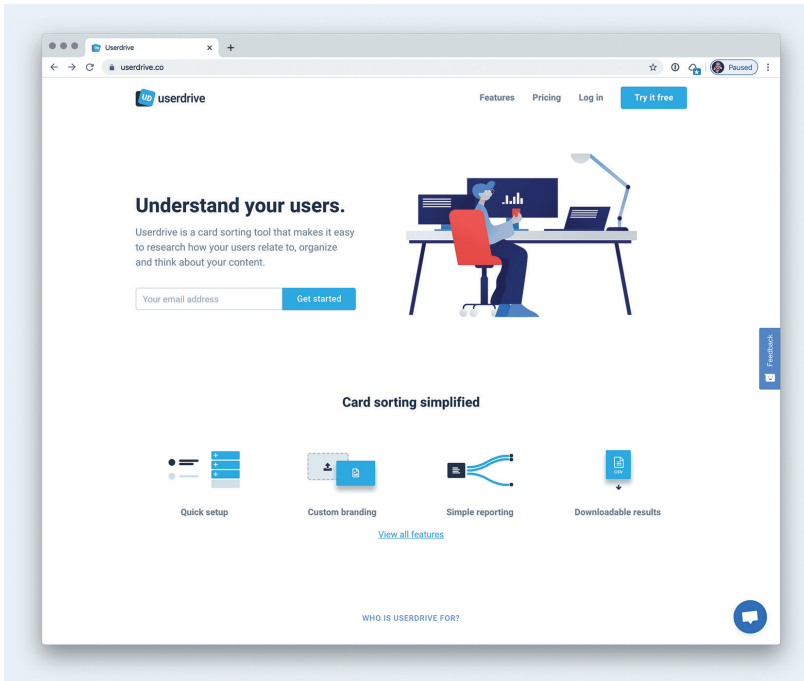 Userdrive
userdrive.co
Paused
UD userdrive
Features Pricing Log in Try it free
Understand your users.
Userdrive is a card sorting tool that makes it easy
to research how your users relate to, organize
and think about your content.
Your email address Get started
Feedback
Card sorting simplified
CSV
Quick setup Custom branding Simple reporting Downloadable results
View all features
WHO IS USERDRIVE FOR?